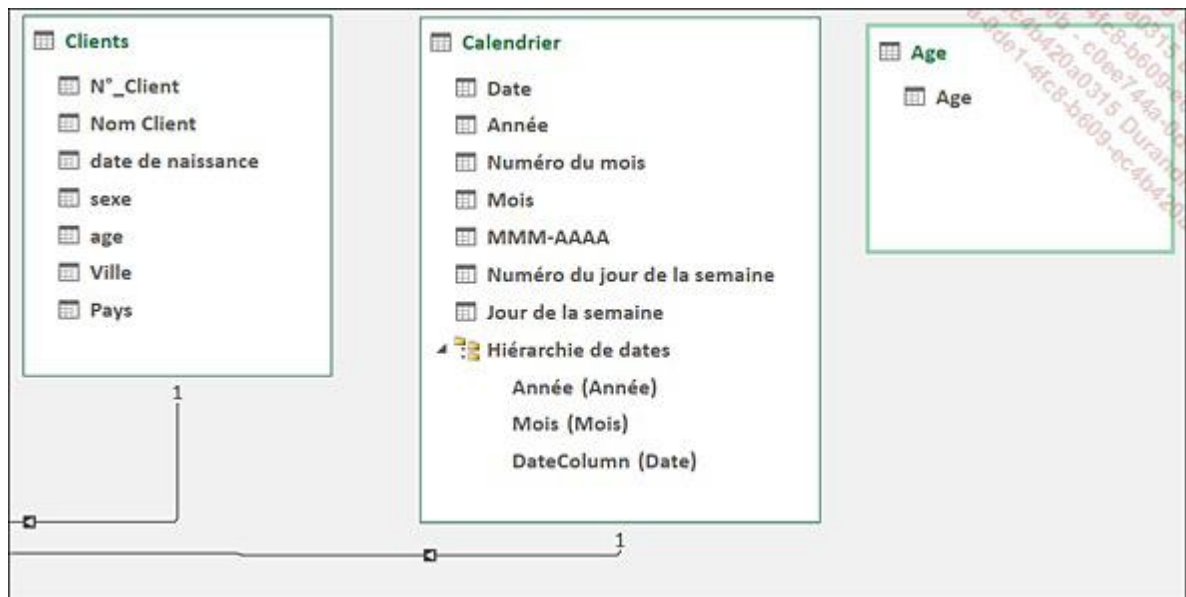 Clients
N°_Client
Nom Client
date de naissance
sexe
age
Ville
Pays
1
Calendrier
Date
Année
Numéro du mois
Mois
MMM-AAAA
Numéro du jour de la semaine
Jour de la semaine
Hiérarchie de dates
Année (Année)
Mois (Mois)
DateColumn (Date)
1
Age
Age